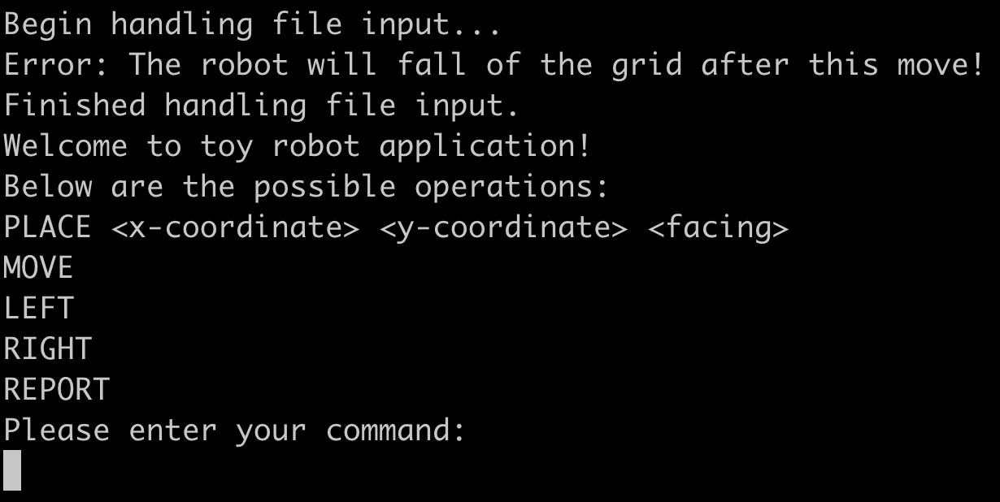 Begin handling file input...
Error: The robot will fall of the grid after this move!
Finished handling file input.
Welcome to toy robot application!
Below are the possible operations:
PLACE <x-coordinate> <y-coordinate> <facing>
MOVE
LEFT
RIGHT
REPORT
Please enter your command: